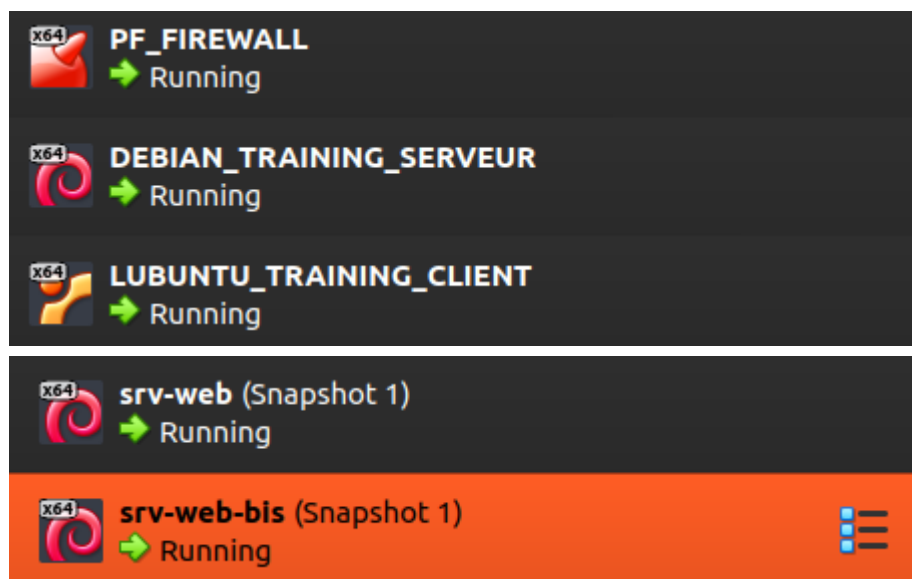 x64
PF_FIREWALL
Running
x64
DEBIAN_TRAINING_SERVEUR
Running
x64
LUBUNTU_TRAINING_CLIENT
Running
x64
srv-web (Snapshot 1)
Running
x64
srv-web-bis (Snapshot 1)
Running